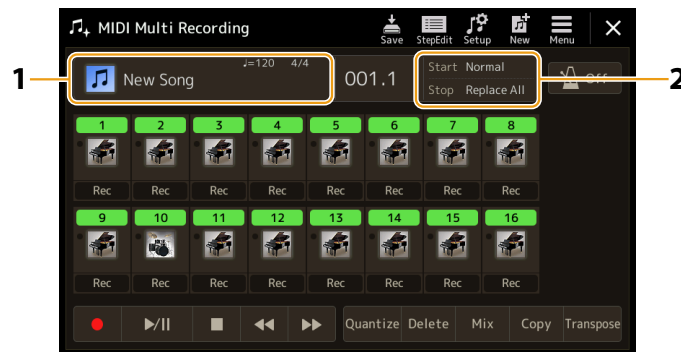 MIDI Multi Recording
Save StepEdit Setup New Menu
1
New Song ♩=120 4/4
001.1
Start Normal
Stop Replace All
Off
2
1 2 3 4 5 6 7 8
Rec Rec Rec Rec Rec Rec Rec Rec
9 10 11 12 13 14 15 16
Rec Rec Rec Rec Rec Rec Rec Rec
Quantize Delete Mix Copy Transpose